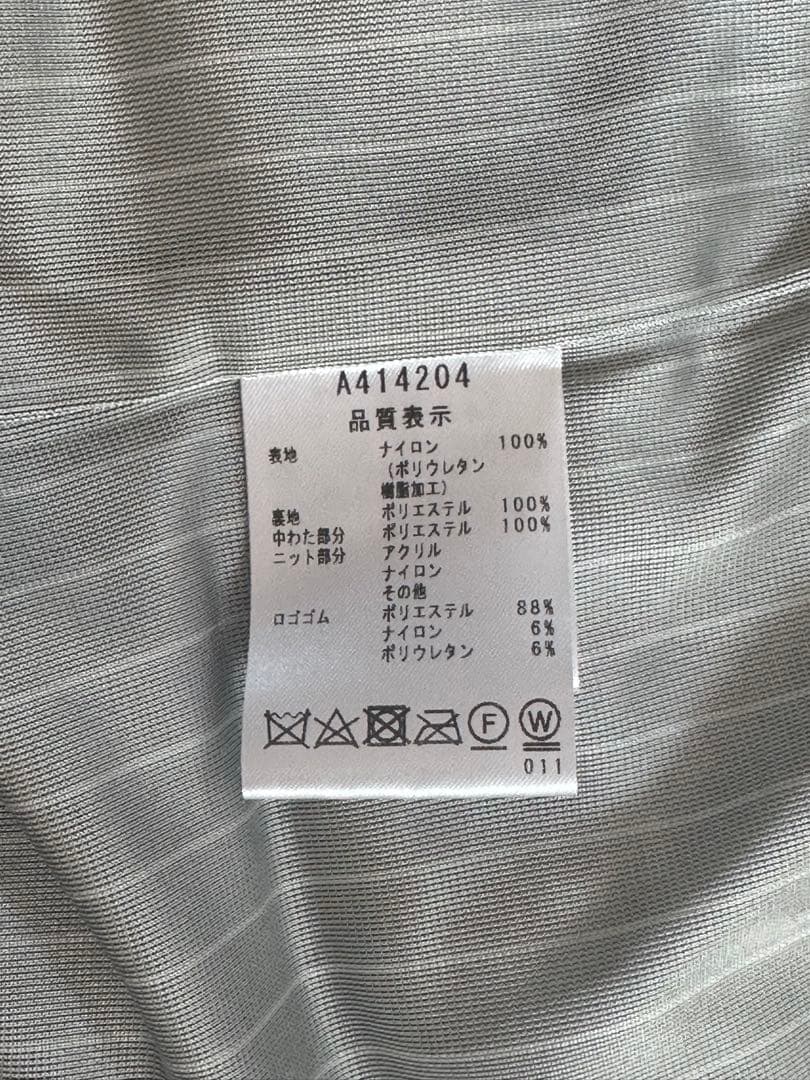 A414204
品質表示
表地 ナイロン 100%
(ポリウレタン
樹脂加工)
裏地 ポリエステル 100%
中わた部分 ポリエステル 100%
ニット部分 アクリル
ナイロン
その他
ロゴゴム ポリエステル 88%
ナイロン 6%
ポリウレタン 6%
F W
011